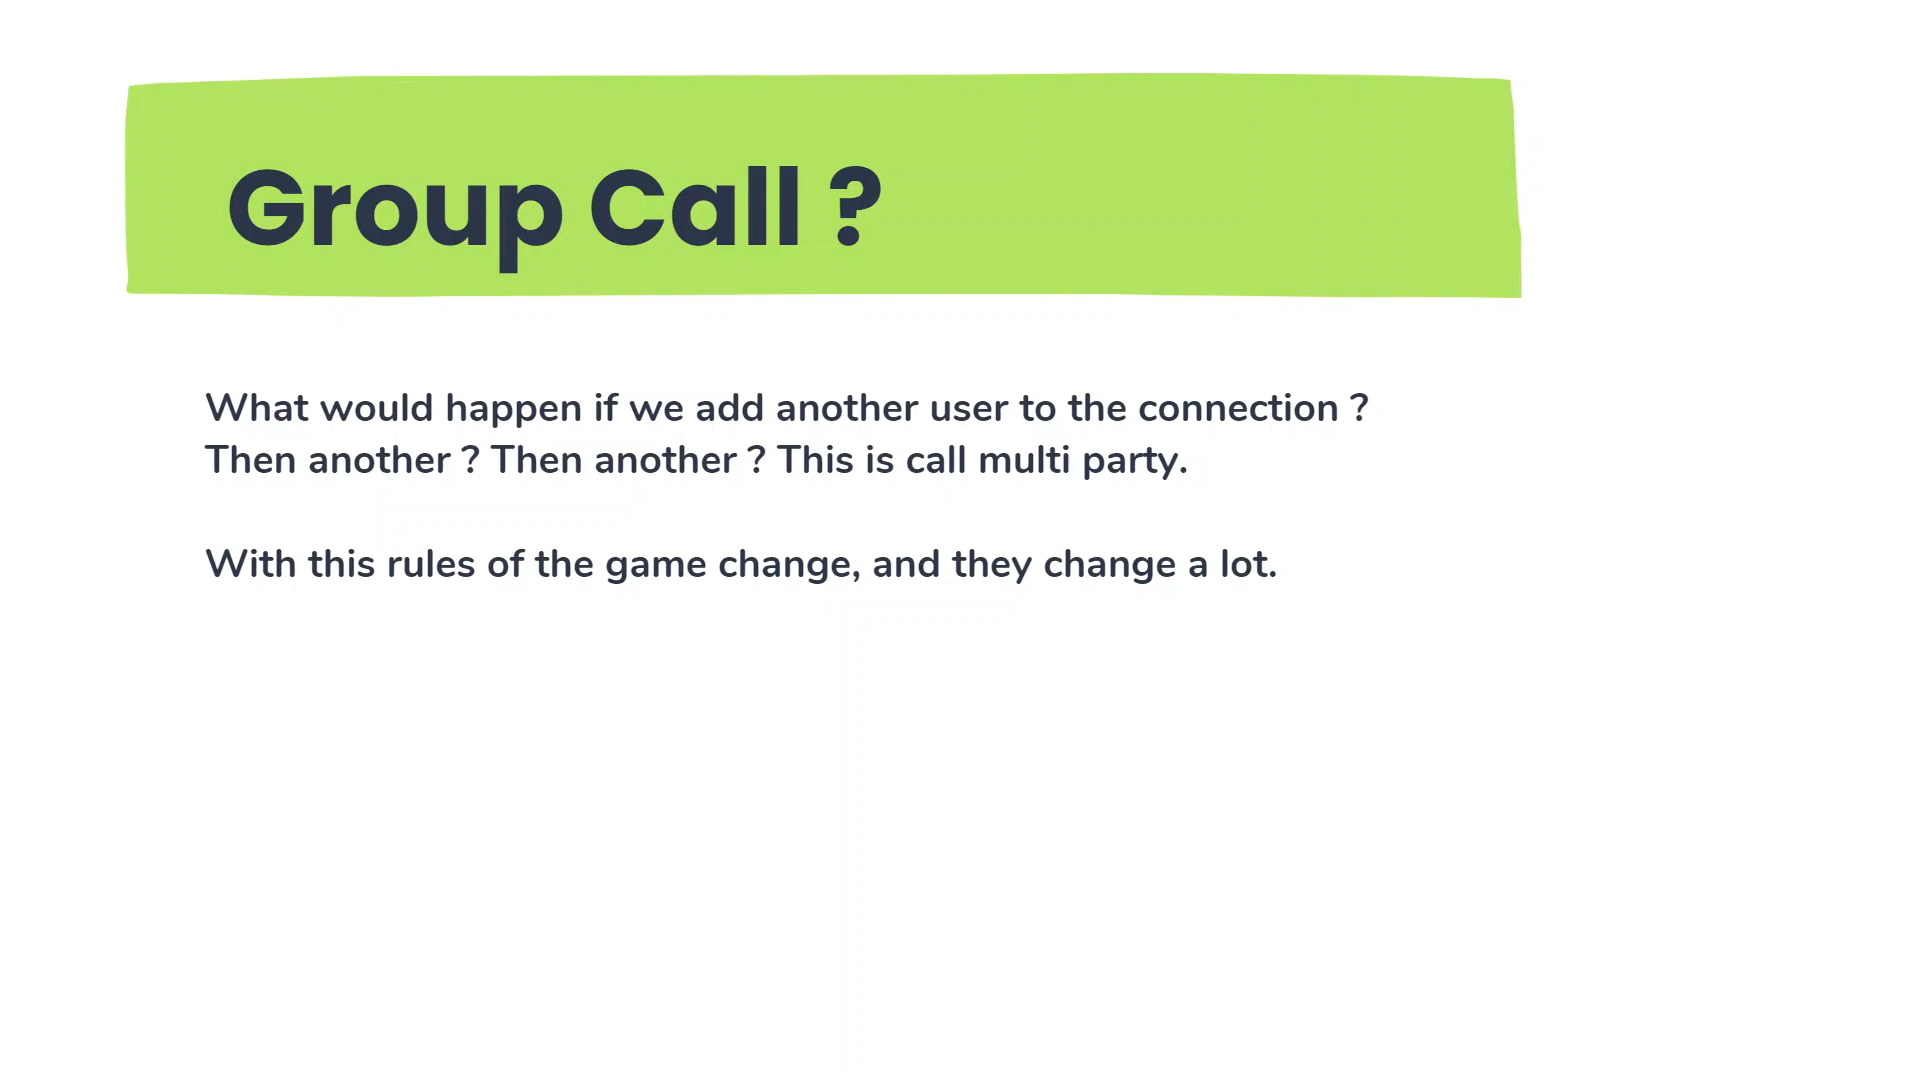 Group Call ?
What would happen if we add another user to the connection ?
Then another ? Then another ? This is call multi party.
With this rules of the game change, and they change a lot.